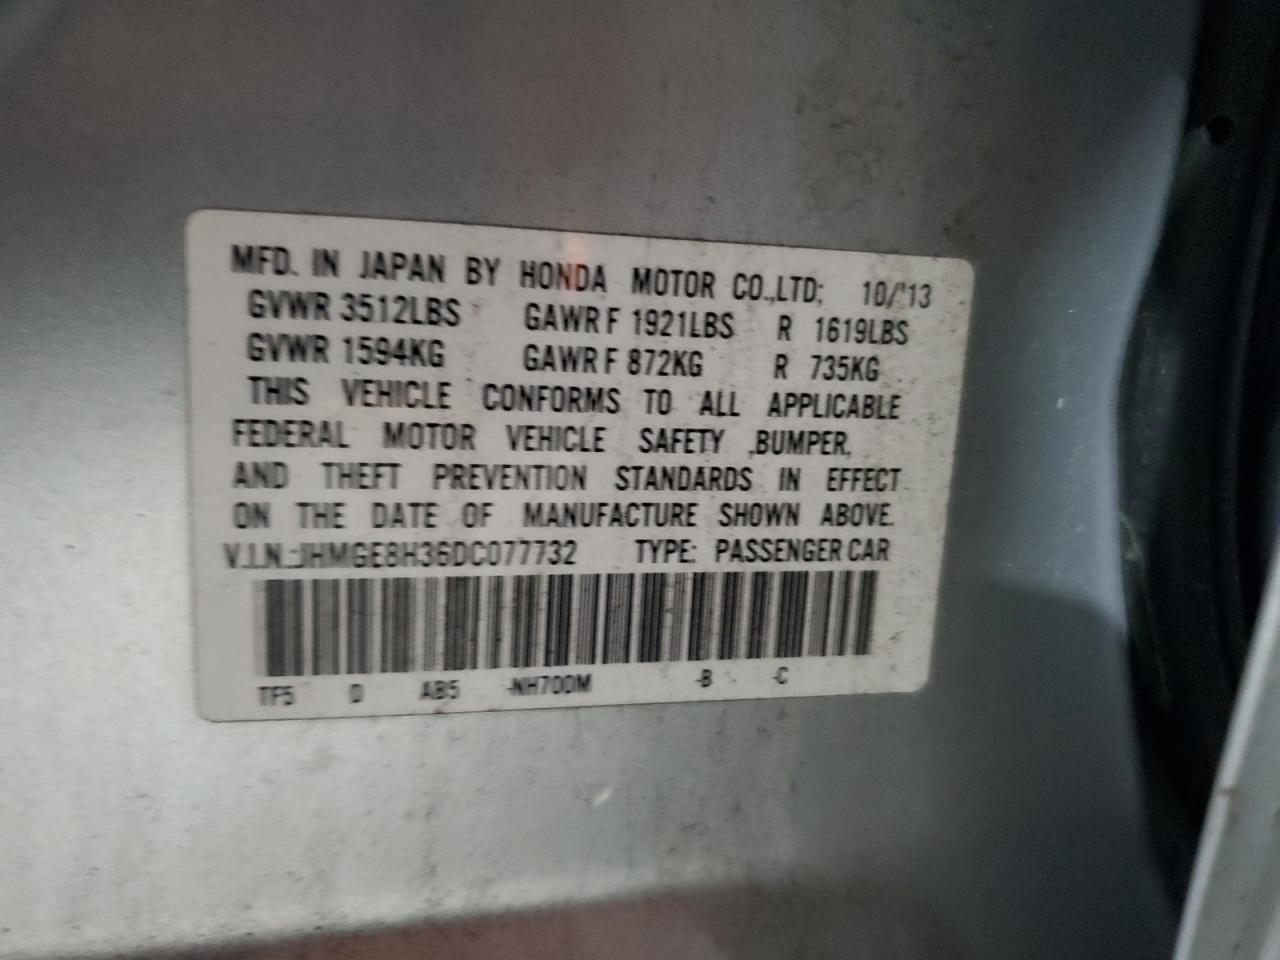 MFD. IN JAPAN BY HONDA MOTOR CO.,LTD; 10/'13
GVWR 3512LBS GAWR F 1921LBS R 1619LBS
GVWR 1594KG GAWR F 872KG R 735KG
THIS VEHICLE CONFORMS TO ALL APPLICABLE
FEDERAL MOTOR VEHICLE SAFETY ,BUMPER,
AND THEFT PREVENTION STANDARDS IN EFFECT
ON THE DATE OF MANUFACTURE SHOWN ABOVE.
V.I.N.:JHMGE8H36DC077732 TYPE: PASSENGER CAR
TF5 D AB5 -NH700M -B -C